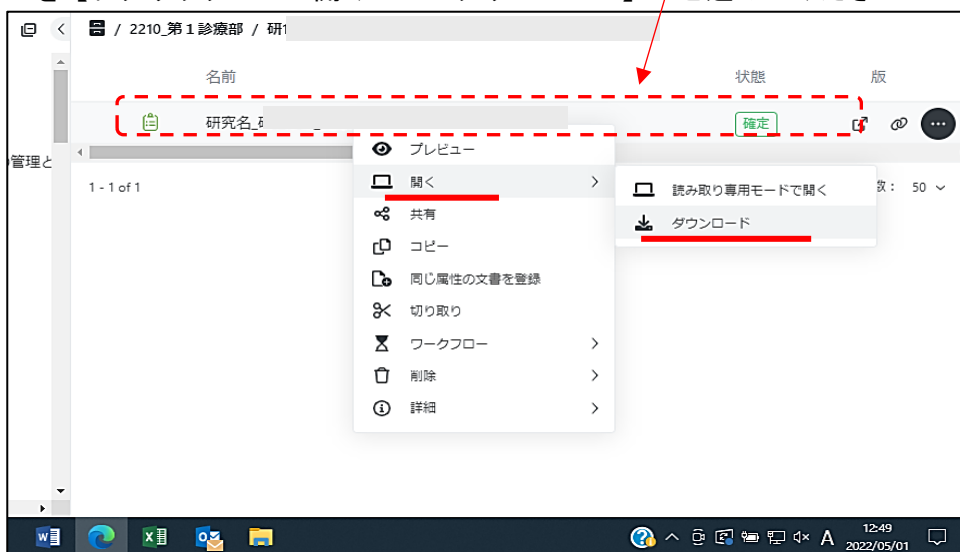 / 2210_第１診療部 / 研
名前 状態 版
研究名_ 確定
管理と
プレビュー
開く
読み取り専用モードで開く
数： 50
1 - 1 of 1
共有
ダウンロード
コピー
同じ属性の文書を登録
切り取り
ワークフロー
削除
詳細
A 12:49
2022/05/01